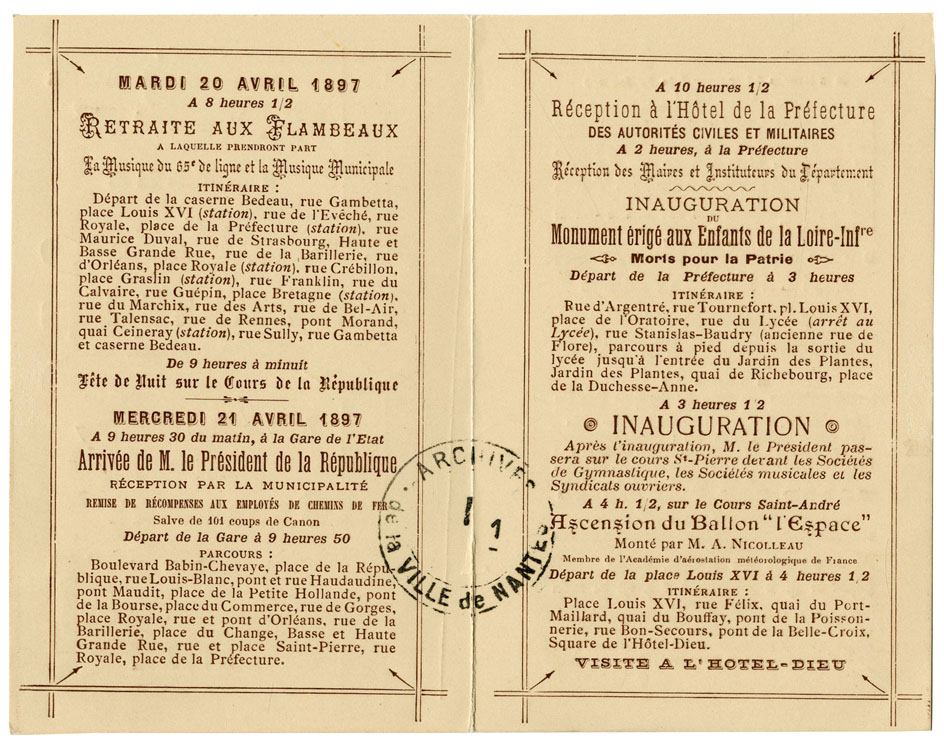 MARDI 20 AVRIL 1897
A 8 heures 1/2
RETRAITE AUX FLAMBEAUX
A LAQUELLE PRENDRONT PART
La Musique du 65e de ligne et la Musique Municipale
ITINÉRAIRE :
Départ de la caserne Bedeau, rue Gambetta,
place Louis XVI (station), rue de l'Evêché, rue
Royale, place de la Préfecture (station), rue
Maurice Duval, rue de Strasbourg, Haute et
Basse Grande Rue, rue de la Barillerie, rue
d'Orléans, place Royale (station), rue Crébillon,
place Graslin (station), rue Franklin, rue du
Calvaire, rue Guépin, place Bretagne (station),
rue du Marchix, rue des Arts, rue de Bel-Air,
rue Talensac, rue de Rennes, pont Morand,
quai Ceineray (station), rue Sully, rue Gambetta
et caserne Bedeau.
De 9 heures à minuit
Fête de Nuit sur le Cours de la République
MERCREDI 21 AVRIL 1897
A 9 heures 30 du matin, à la Gare de l'Etat
Arrivée de M. le Président de la République
RÉCEPTION PAR LA MUNICIPALITÉ
REMISE DE RÉCOMPENSES AUX EMPLOYÉS DE CHEMINS DE FER
Salve de 101 coups de Canon
Départ de la Gare à 9 heures 50
PARCOURS :
Boulevard Babin-Chevaye, place de la Répu-
blique, rue Louis-Blanc, pont et rue Haudaudine,
pont Maudit, place de la Petite Hollande, pont
de la Bourse, place du Commerce, rue de Gorges,
place Royale, rue et pont d'Orléans, rue de la
Barillerie, place du Change, Basse et Haute
Grande Rue, rue et place Saint-Pierre, rue
Royale, place de la Préfecture.
A 10 heures 1/2
Réception à l'Hôtel de la Préfecture
DES AUTORITÉS CIVILES ET MILITAIRES
A 2 heures, à la Préfecture
Réception des Maires et Instituteurs du Département
INAUGURATION
DU
Monument érigé aux Enfants de la Loire-Infre
Morts pour la Patrie
Départ de la Préfecture à 3 heures
ITINÉRAIRE :
Rue d'Argentré, rue Tournefort, pl. Louis XVI,
place de l'Oratoire, rue du Lycée (arrêt au
Lycée), rue Stanislas-Baudry (ancienne rue de
Flore), parcours à pied depuis la sortie du
lycée jusqu'à l'entrée du Jardin des Plantes,
Jardin des Plantes, quai de Richebourg, place
de la Duchesse-Anne.
A 3 heures 1/2
INAUGURATION
Après l'inauguration, M. le Président pas-
sera sur le cours St-Pierre devant les Sociétés
de Gymnastique, les Sociétés musicales et les
Syndicats ouvriers.
A 4 h. 1/2, sur le Cours Saint-André
Ascension du Ballon "l'Espace"
Monté par M. A. NICOLLEAU
Membre de l'Académie d'aérostation météorologique de France
Départ de la place Louis XVI à 4 heures 1/2
ITINÉRAIRE :
Place Louis XVI, rue Félix, quai du Port-
Maillard, quai du Bouffay, pont de la Poisson-
nerie, rue Bon-Secours, pont de la Belle-Croix,
Square de l'Hôtel-Dieu.
VISITE A L'HOTEL-DIEU
ARCHIVES
de la VILLE de NANTES
I
1